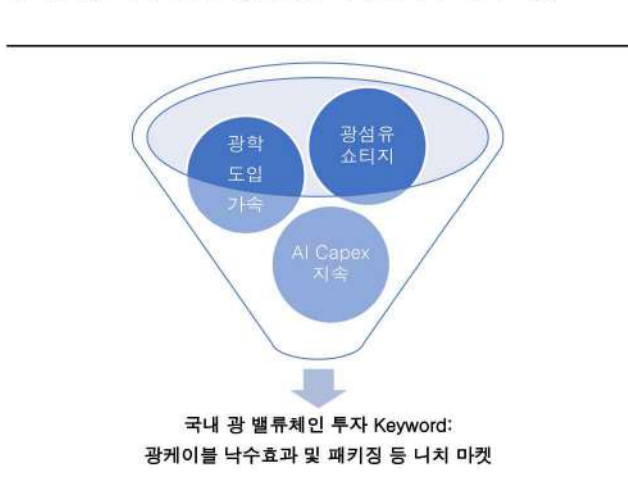 광학
도입
가속
광섬유
쇼티지
AI Capex
지속
국내 광 밸류체인 투자 Keyword:
광케이블 낙수효과 및 패키징 등 니치 마켓